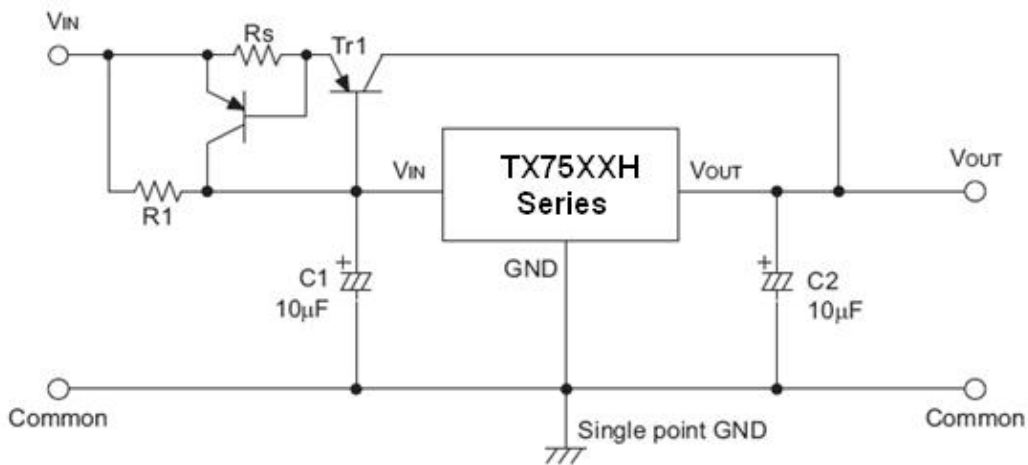 VIN
Rs
Tr1
R1
VIN
TX75XXH
Series
VOUT
VOUT
GND
C1
10μF
C2
10μF
Common
Single point GND
Common
+
+